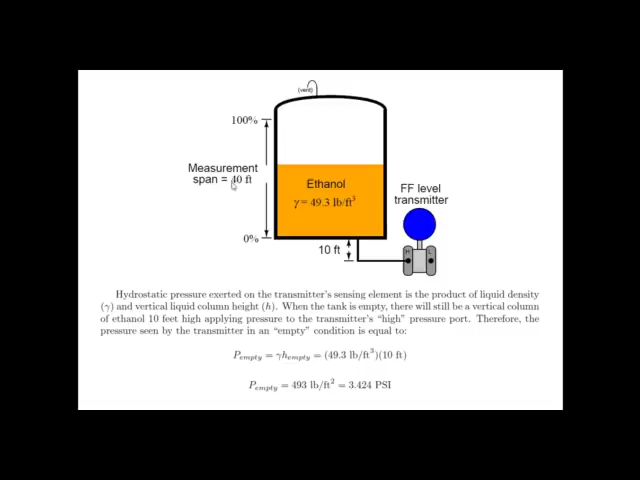 (vent)
100%
Measurement
span = 40 ft
Ethanol
γ = 49.3 lb/ft³
FF level
transmitter
H L
0%
10 ft
Hydrostatic pressure exerted on the transmitter's sensing element is the product of liquid density
(γ) and vertical liquid column height (h). When the tank is empty, there will still be a vertical column
of ethanol 10 feet high applying pressure to the transmitter's "high" pressure port. Therefore, the
pressure seen by the transmitter in an "empty" condition is equal to:
P_empty = γh_empty = (49.3 lb/ft³)(10 ft)
P_empty = 493 lb/ft² = 3.424 PSI